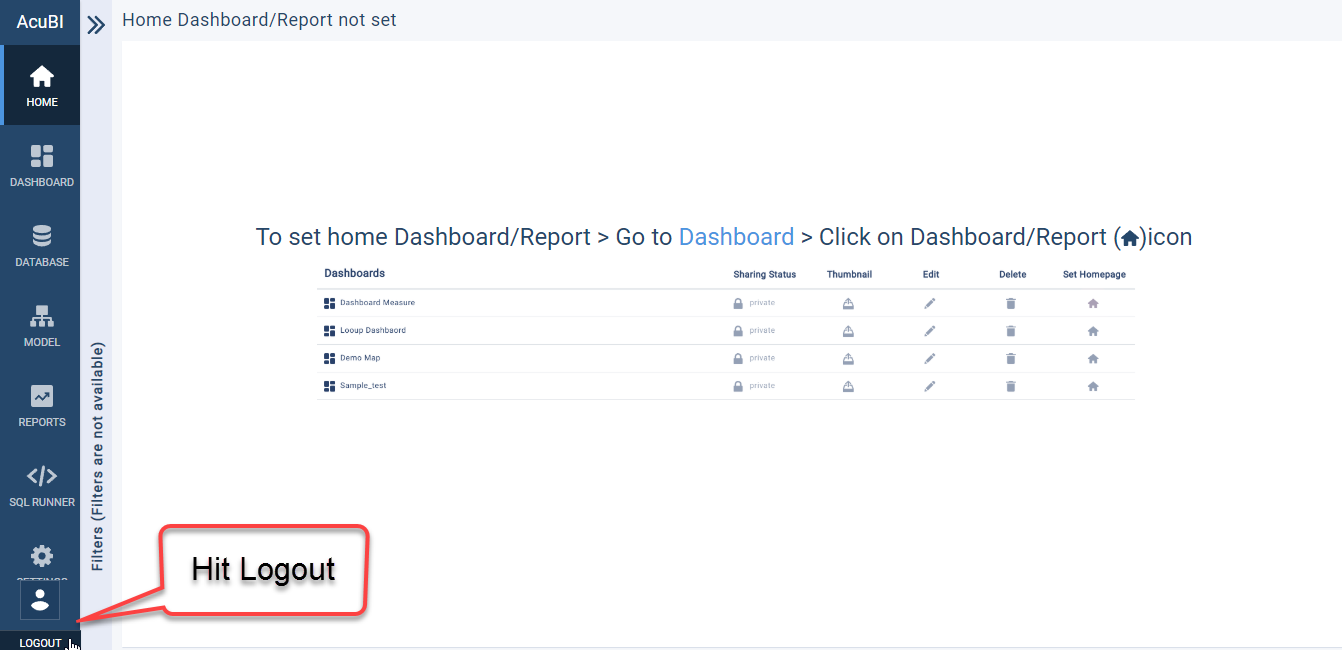 AcuBI
Home Dashboard/Report not set
HOME
DASHBOARD
DATABASE
MODEL
REPORTS
SQL RUNNER
SETTINGS
LOGOUT
Filters (Filters are not available)
To set home Dashboard/Report > Go to Dashboard > Click on Dashboard/Report ( )icon
Dashboards Sharing Status Thumbnail Edit Delete Set Homepage
Dashboard Measure private
Looup Dashbaord private
Demo Map private
Sample_test private
Hit Logout